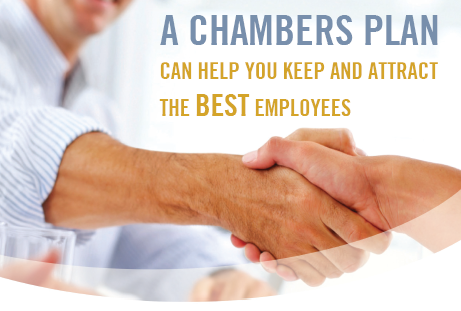 A CHAMBERS PLAN
CAN HELP YOU KEEP AND ATTRACT
THE BEST EMPLOYEES